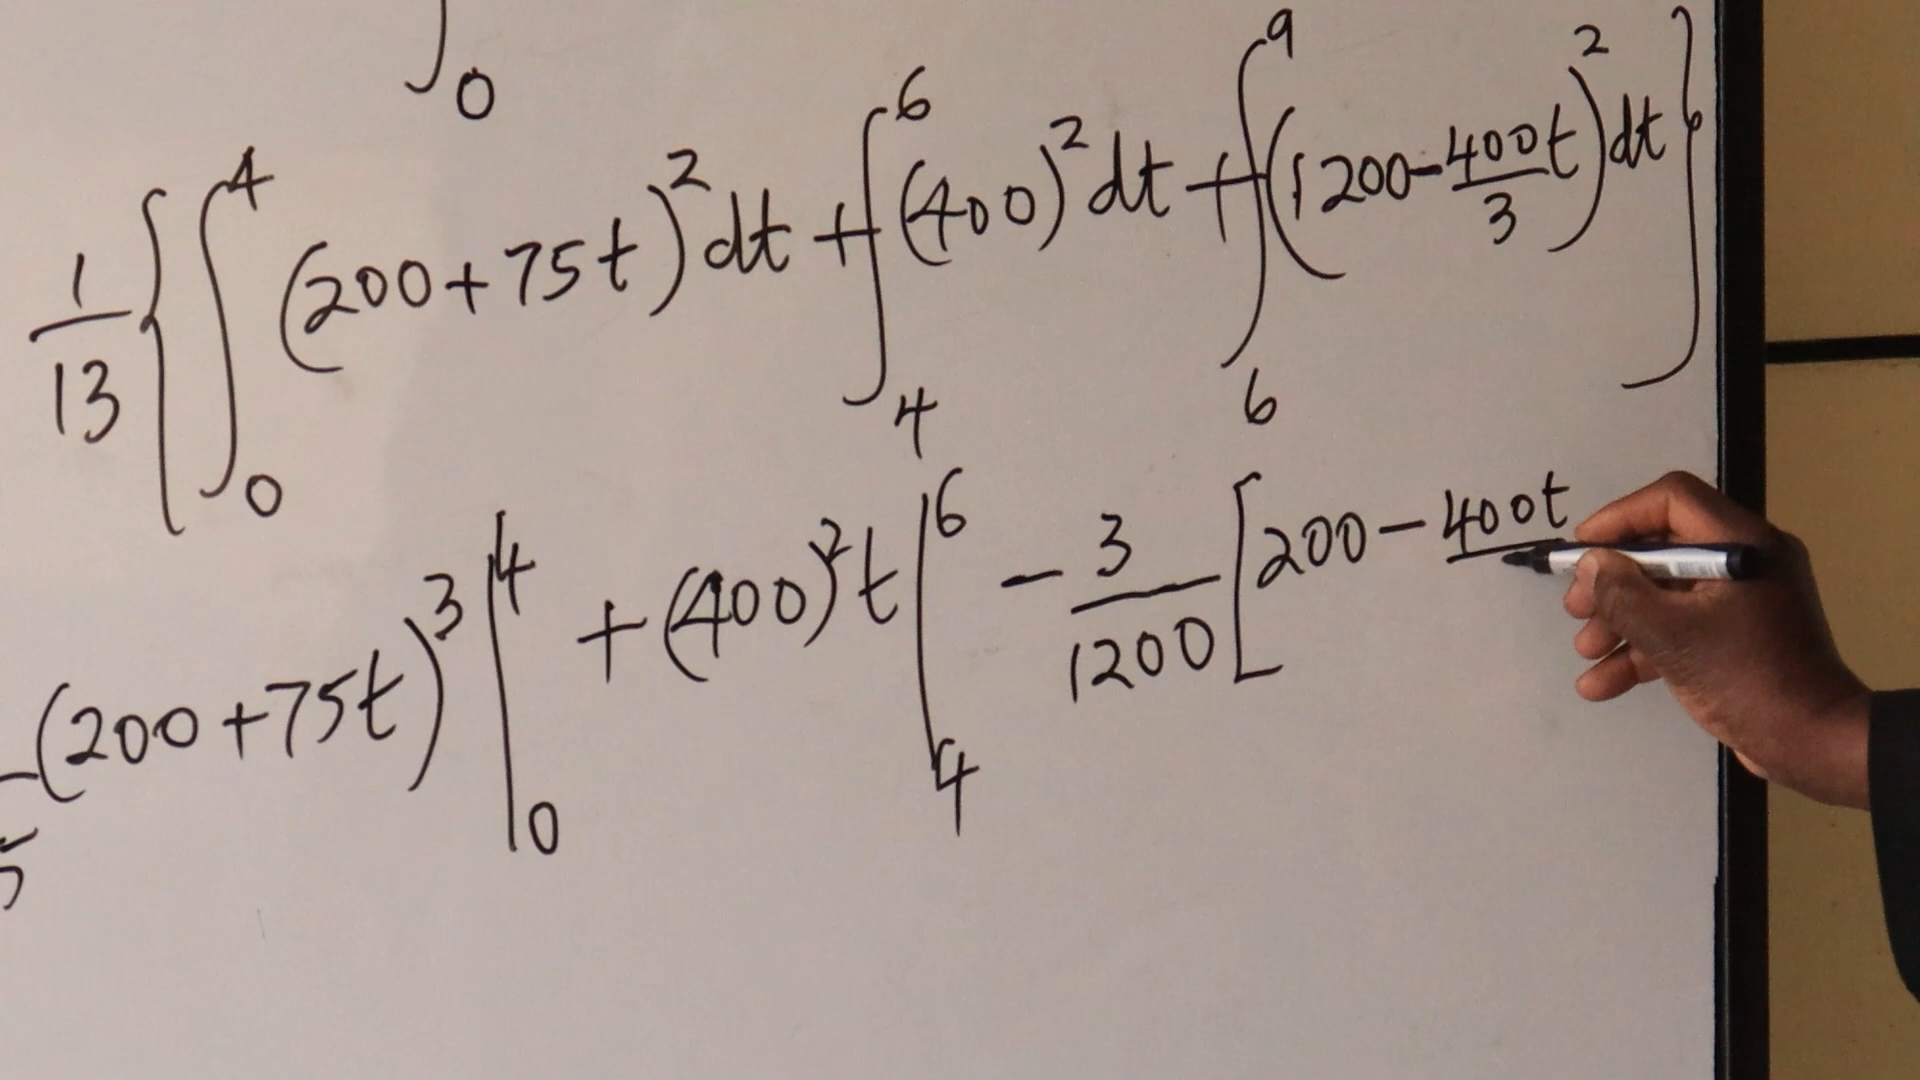 ∫₀
1/13 { ∫₀⁴ (200 + 75t)² dt + ∫₄⁶ (400)² dt + ∫₆⁹ (1200 - 400t/3)² dt }
(200 + 75t)³ |₀⁴ + (400)² t |₄⁶ - 3/1200 [200 - 400t